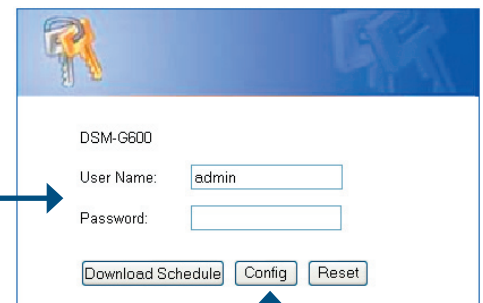 DSM-G600
User Name: admin
Password:
Download Schedule Config Reset